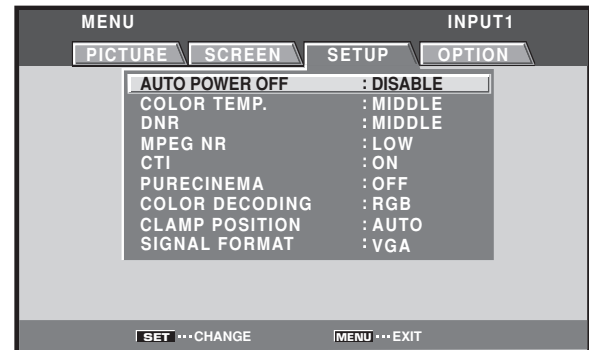 MENU INPUT1
PICTURE SCREEN SETUP OPTION
AUTO POWER OFF : DISABLE
COLOR TEMP. : MIDDLE
DNR : MIDDLE
MPEG NR : LOW
CTI : ON
PURECINEMA : OFF
COLOR DECODING : RGB
CLAMP POSITION : AUTO
SIGNAL FORMAT : VGA
SET ··· CHANGE MENU ··· EXIT